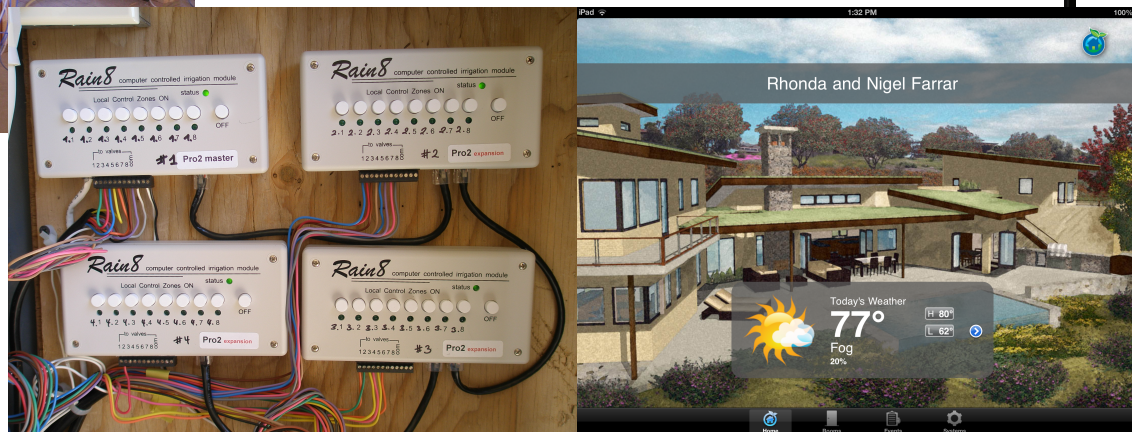 Rain8 computer controlled irrigation module
Local Control Zones ON
status
OFF
1.1 1.2 1.3 1.4 1.5 1.6 1.7 1.8
to valves
12345678com
#1 Pro2 master
Rain8 computer controlled irrigation module
Local Control Zones ON
status
OFF
2.1 2.2 2.3 2.4 2.5 2.6 2.7 2.8
to valves
12345678com
#2 Pro2 expansion
Rain8 computer controlled irrigation module
Local Control Zones ON
status
OFF
4.1 4.2 4.3 4.4 4.5 4.6 4.7 4.8
to valves
12345678com
#4 Pro2 expansion
Rain8 computer controlled irrigation module
Local Control Zones ON
status
OFF
3.1 3.2 3.3 3.4 3.5 3.6 3.7 3.8
to valves
12345678com
#3 Pro2 expansion
iPad 1:32 PM 100%
Rhonda and Nigel Farrar
Today's Weather
77°
H 80°
L 62°
Fog
20%
Home Rooms Events Systems